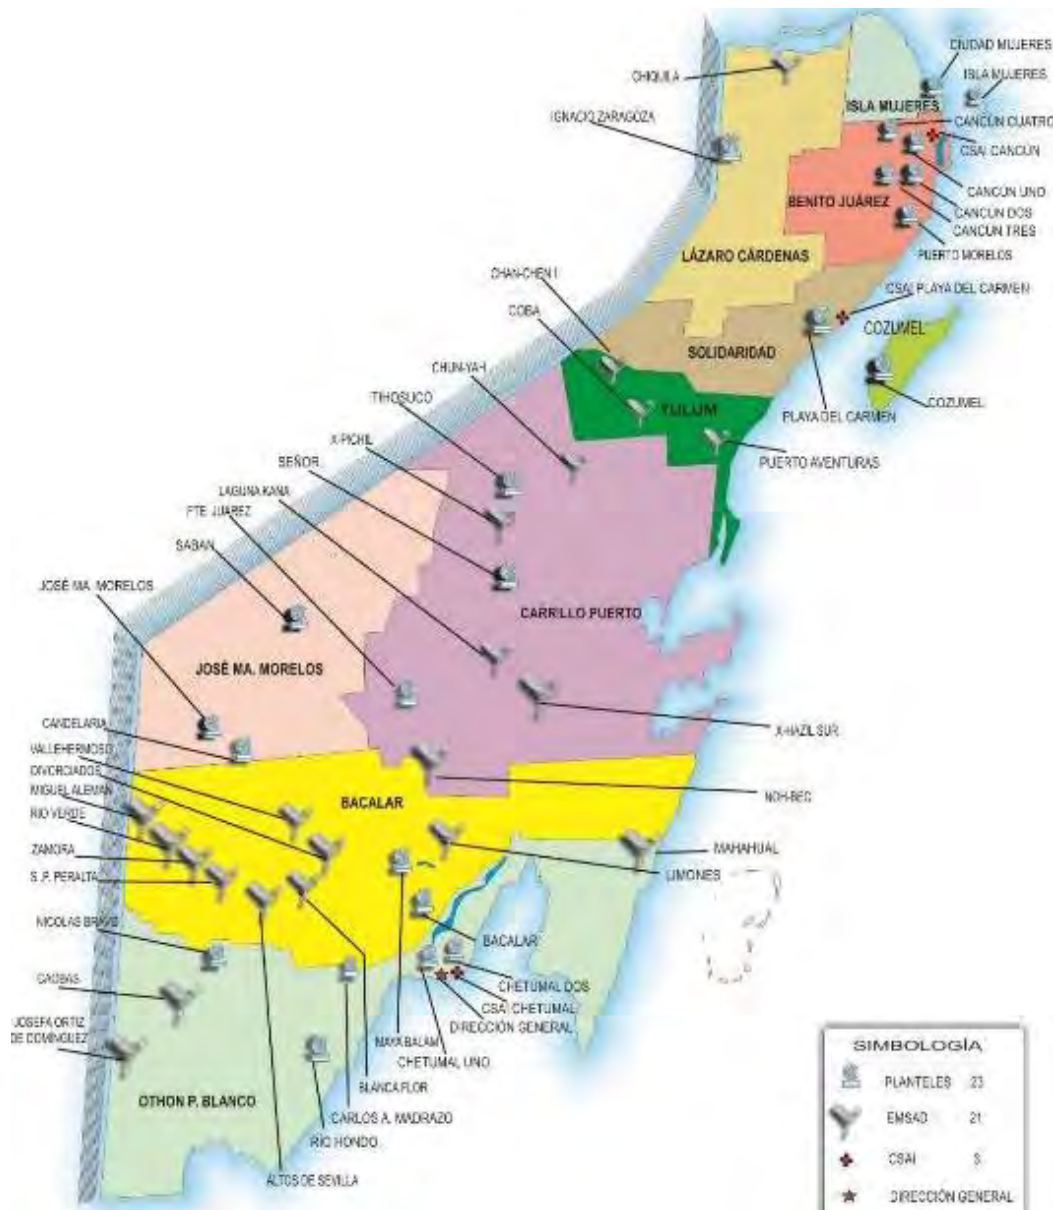 CIUDAD MUJERES
ISLA MUJERES
CHIQUILA
ISLA MUJERES
IGNACIO ZARAGOZA
CANCÚN CUATRO
CSAI CANCÚN
CANCÚN UNO
BENITO JUÁREZ
CANCÚN DOS
CANCÚN TRES
PUERTO MORELOS
LÁZARO CÁRDENAS
CHAN-CHEN I
CSAI PLAYA DEL CARMEN
COBA
COZUMEL
SOLIDARIDAD
CHUN-YAH
TIHOSUCO
COZUMEL
TULUM
PLAYA DEL CARMEN
X-PICHIL
SEÑOR
PUERTO AVENTURAS
LAGUNA KANA
FTE. JUAREZ
SABAN
JOSÉ MA. MORELOS
CARRILLO PUERTO
JOSÉ MA. MORELOS
CANDELARIA
X-HAZIL SUR
VALLEHERMOSO
DIVORCIADOS
MIGUEL ALEMAN
NOH-BEC
BACALAR
RIO VERDE
ZAMORA
MAHAHUAL
LIMONES
S .P. PERALTA
NICOLAS BRAVO
BACALAR
CAOBAS
CHETUMAL DOS
CSAI CHETUMAL
DIRECCIÓN GENERAL
JOSEFA ORTIZ
DE DOMÍNGUEZ
MAYA BALAM
CHETUMAL UNO
BLANCA FLOR
OTHON P. BLANCO
CARLOS A. MADRAZO
RÍO HONDO
ALTOS DE SEVILLA
SIMBOLOGÍA
PLANTELES 23
EMSAD 21
CSAI 3
DIRECCIÓN GENERAL